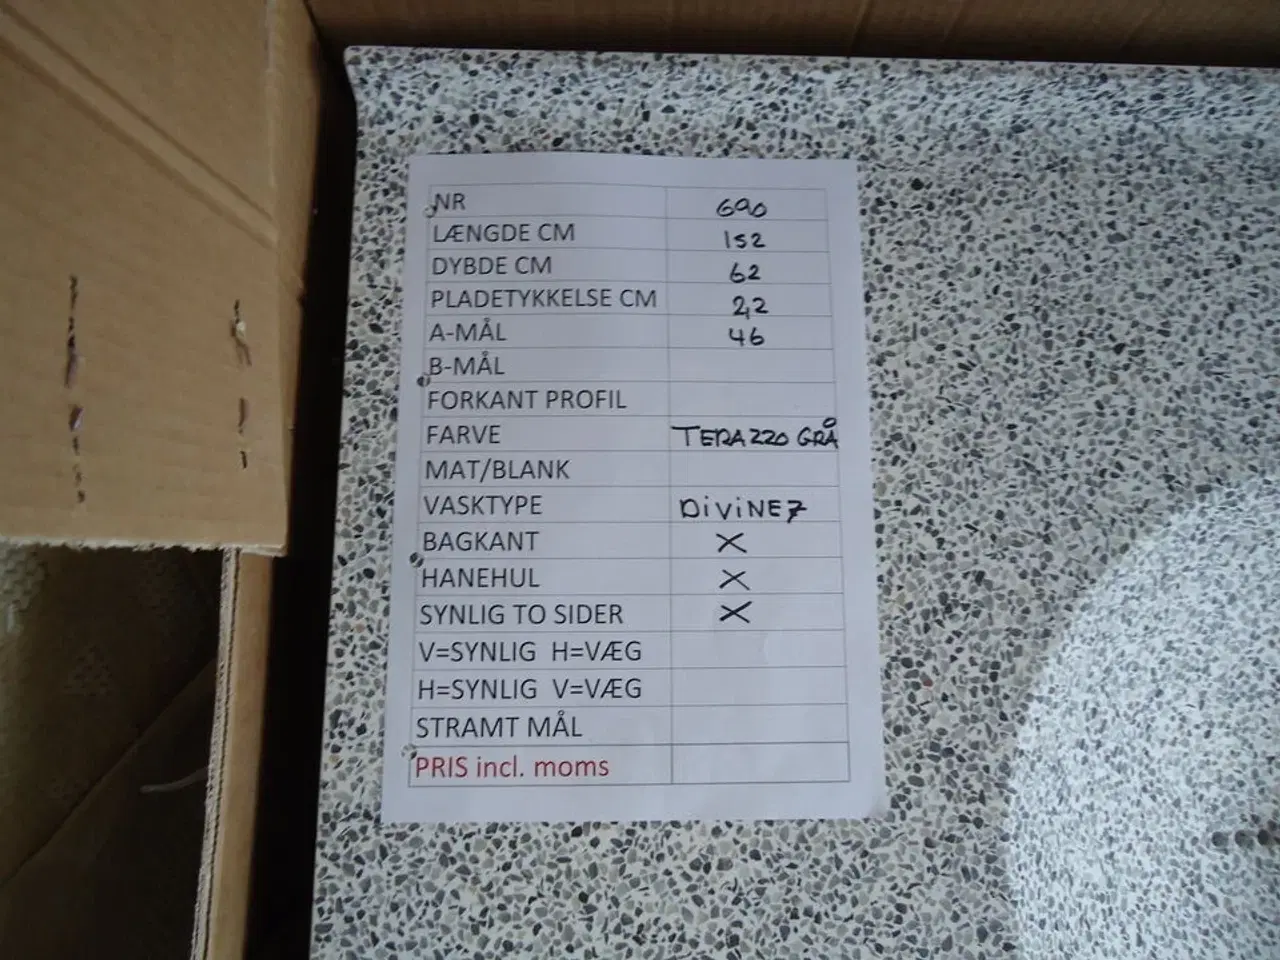 NR 690
LÆNGDE CM 152
DYBDE CM 62
PLADETYKKELSE CM 2,2
A-MÅL 46
B-MÅL
FORKANT PROFIL
FARVE TERAZZO GRÅ
MAT/BLANK
VASKTYPE DiViNE7
BAGKANT X
HANEHUL X
SYNLIG TO SIDER X
V=SYNLIG H=VÆG
H=SYNLIG V=VÆG
STRAMT MÅL
PRIS incl. moms